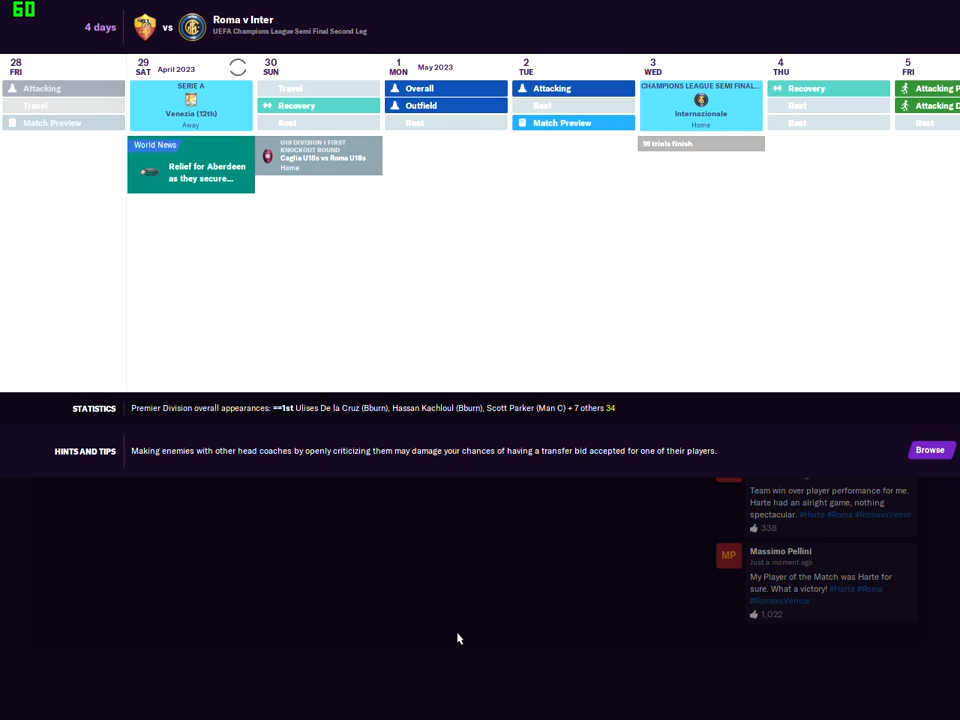 60
4 days
vs
Roma v Inter
UEFA Champions League Semi Final Second Leg
28
FRI
29
SAT April 2023
30
SUN
1
MON May 2023
2
TUE
3
WED
4
THU
5
FRI
Attacking
Travel
Match Preview
SERIE A
Venezia (12th)
Away
Travel
Recovery
Rest
Overall
Outfield
Rest
Attacking
Rest
Match Preview
CHAMPIONS LEAGUE SEMI FINAL...
Internazionale
Home
Recovery
Rest
Rest
Attacking P
Attacking D
Rest
World News
Relief for Aberdeen
as they secure...
U18 DIVISION 1 FIRST
KNOCKOUT ROUND
Caglia U18s vs Roma U18s
Home
16 trials finish
STATISTICS
Premier Division overall appearances: ==1st Ulises De la Cruz (Bburn), Hassan Kachloul (Bburn), Scott Parker (Man C) + 7 others 34
HINTS AND TIPS
Making enemies with other head coaches by openly criticizing them may damage your chances of having a transfer bid accepted for one of their players.
Browse
Team win over player performance for me.
Harte had an alright game, nothing
spectacular. #Harte #Roma #RomavsVenic
338
MP
Massimo Pellini
Just a moment ago
My Player of the Match was Harte for
sure. What a victory! #Harte #Roma
#RomavsVenice
1,022